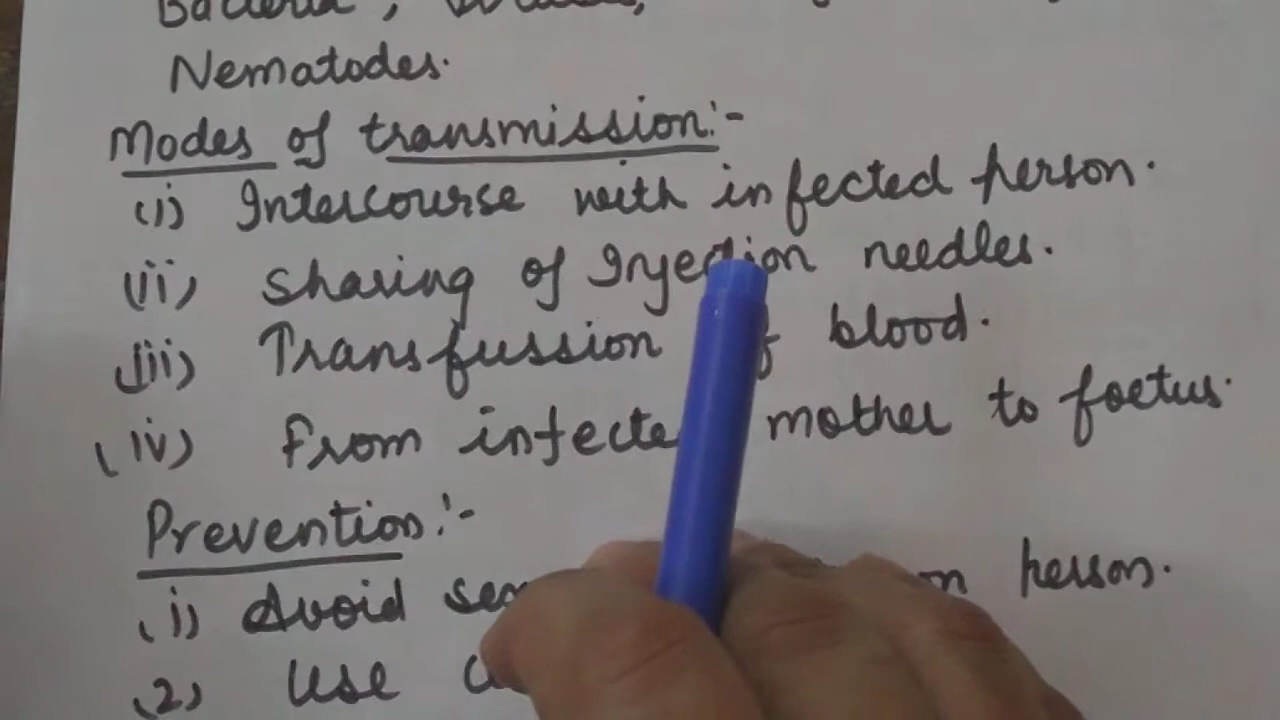 Nematodes.
Modes of transmission:-
(i) Intercourse with infected person.
(ii) Sharing of Injection needles.
(iii) Transfussion blood.
(iv) From mother to foetus.
Prevention:-
(i) Avoid person.
(2) Use